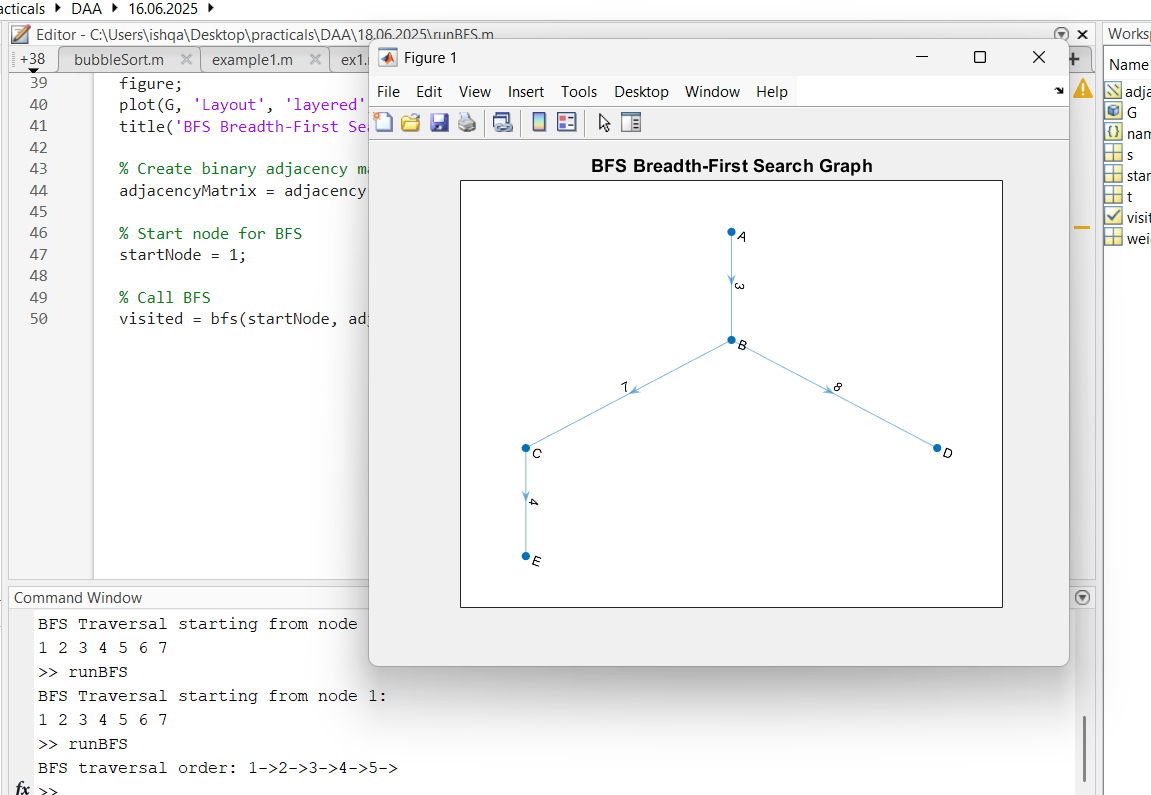 acticals ▸ DAA ▸ 16.06.2025 ▸
Editor - C:\Users\ishqa\Desktop\practicals\DAA\18.06.2025\runBFS.m
+38 bubbleSort.m × example1.m × ex1.
39 figure;
40 plot(G, 'Layout', 'layered'
41 title('BFS Breadth-First Sea
42
43 % Create binary adjacency ma
44 adjacencyMatrix = adjacency
45
46 % Start node for BFS
47 startNode = 1;
48
49 % Call BFS
50 visited = bfs(startNode, adj
Figure 1
File Edit View Insert Tools Desktop Window Help
BFS Breadth-First Search Graph
A
3
B
7
8
C
D
4
E
Worksp
Name
adja
G
nam
s
star
t
visit
wei
Command Window
BFS Traversal starting from node
1 2 3 4 5 6 7
>> runBFS
BFS Traversal starting from node 1:
1 2 3 4 5 6 7
>> runBFS
BFS traversal order: 1->2->3->4->5->
fx >>